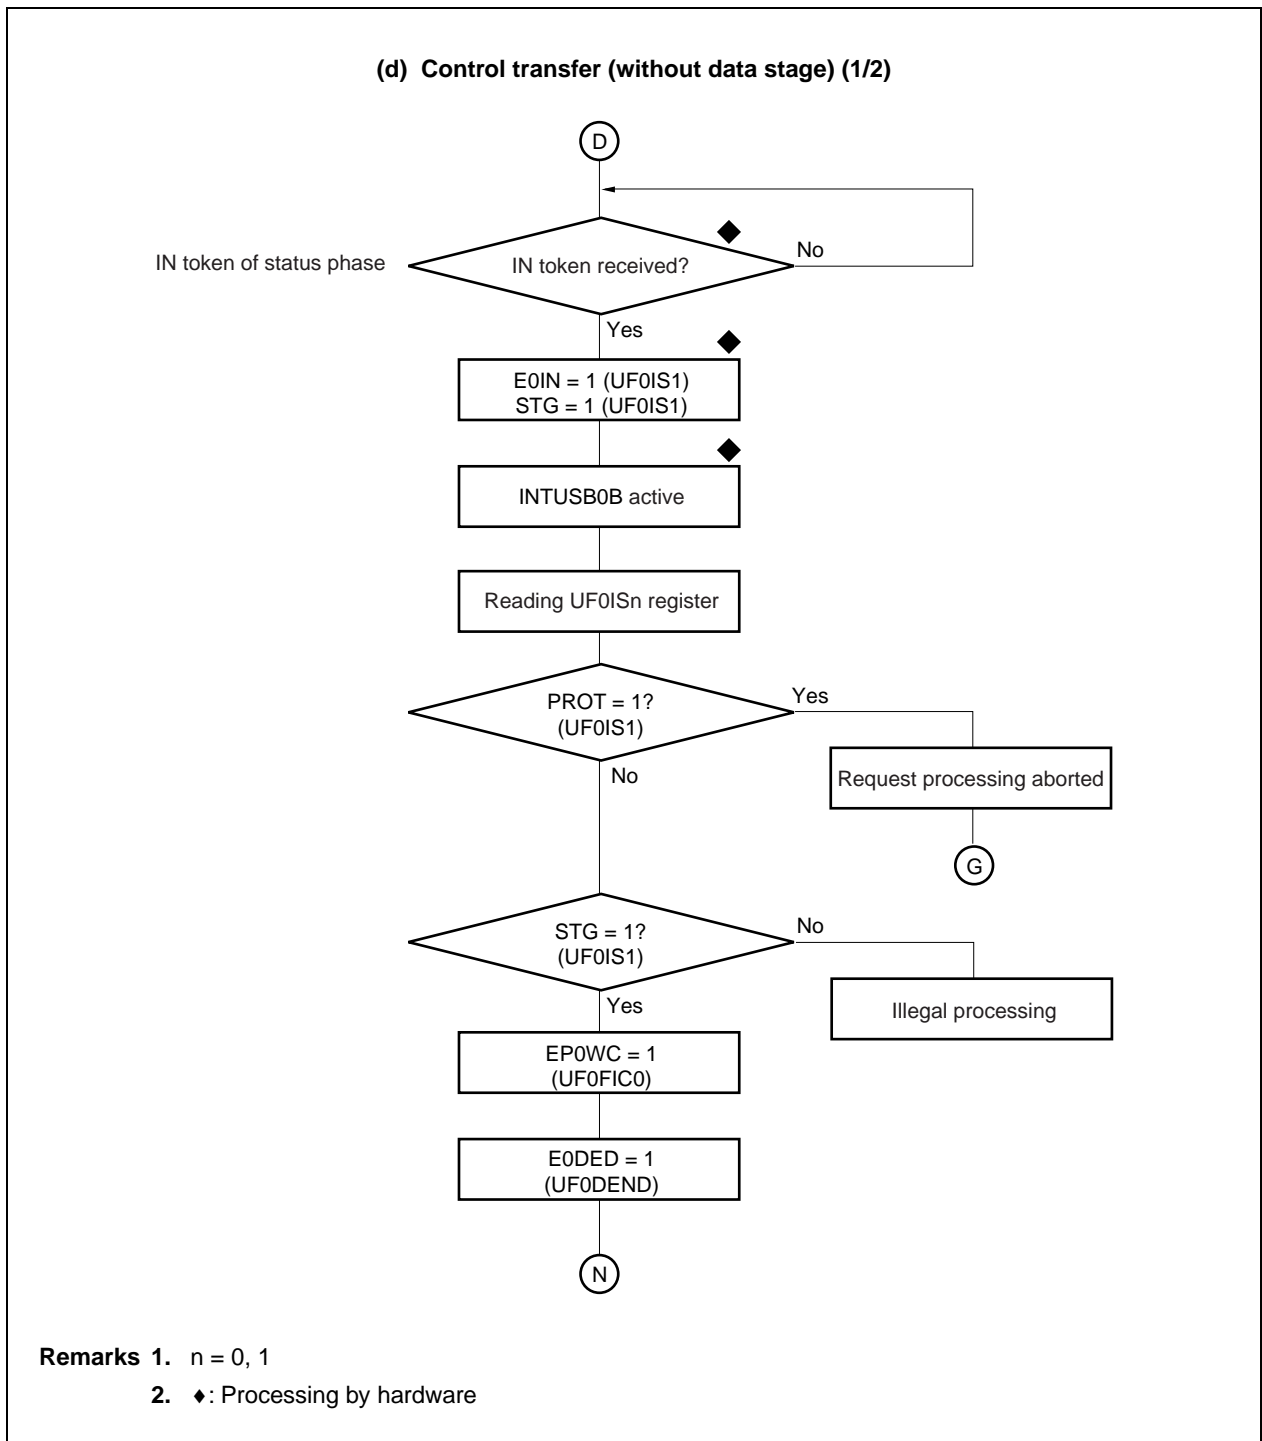 (d) Control transfer (without data stage) (1/2)
D
IN token of status phase
IN token received?
No
Yes
E0IN = 1 (UF0IS1)
STG = 1 (UF0IS1)
INTUSB0B active
Reading UF0ISn register
PROT = 1?
(UF0IS1)
Yes
No
Request processing aborted
G
STG = 1?
(UF0IS1)
No
Yes
Illegal processing
EP0WC = 1
(UF0FIC0)
E0DED = 1
(UF0DEND)
N
Remarks 1. n = 0, 1
2. ♦: Processing by hardware